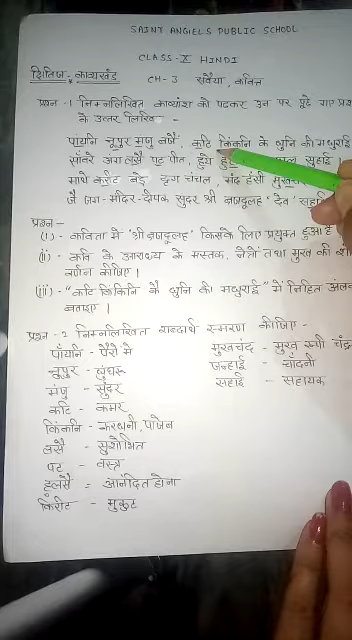 SAINT ANGIELS PUBLIC SCHOOL
CLASS-X HINDI
क्षितिज-काव्यखंड CH-3 सवैया, कवित्त
प्रश्न-1 निम्नलिखित काव्यांश को पढ़कर उन पर पूछे गए प्रश्न
के उत्तर लिखिए -
पाँयनि नूपुर मंजु बजैं, कटि किंकिनि कै धुनि की मधुराई
साँवरे अंग लसै पट पीत, हिये सुहाई
माथे किरीट बड़े दृग चंचल, मंद हँसी मुखच
जै जग-मंदिर-दीपक सुंदर श्री ब्रजदूलह 'देव' सहाई
प्रश्न-
(i) - कविता में 'श्री ब्रजदूलह' किसके लिए प्रयुक्त हुआ है
(ii) - कवि के आराध्य के मस्तक, नेत्रों तथा मुख की
वर्णन कीजिए।
(iii) - "कटि किंकिनि कै धुनि की मधुराई" में निहित अलं
बताइए।
प्रश्न-2 निम्नलिखित शब्दार्थ स्मरण कीजिए -
पाँयनि - पैरों में मुखचंद - मुख रूपी चंद्र
नूपुर - घुंघरू जन्हाई - चाँदनी
मंजु - सुंदर सहाई - सहायक
कटि - कमर
किंकिनि - करधनी, पाजेब
लसै - सुशोभित
पट - वस्त्र
हुलसै = आनंदित होना
किरीट - मुकुट